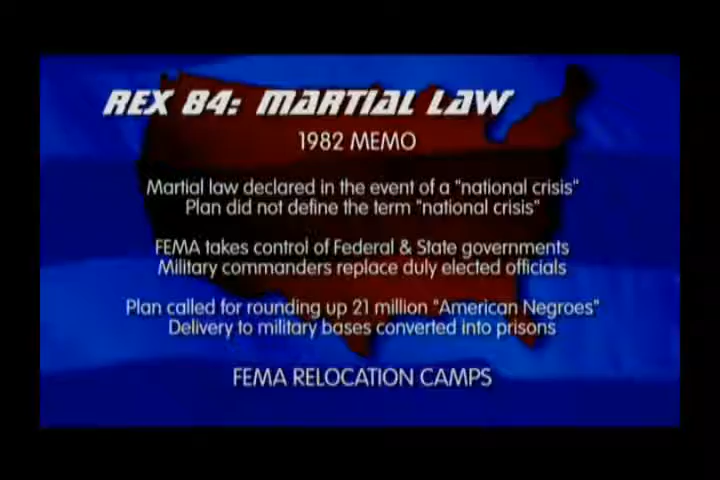 REX 84: MARTIAL LAW
1982 MEMO
Martial law declared in the event of a "national crisis"
Plan did not define the term "national crisis"
FEMA takes control of Federal & State governments
Military commanders replace duly elected officials
Plan called for rounding up 21 million "American Negroes"
Delivery to military bases converted into prisons
FEMA RELOCATION CAMPS